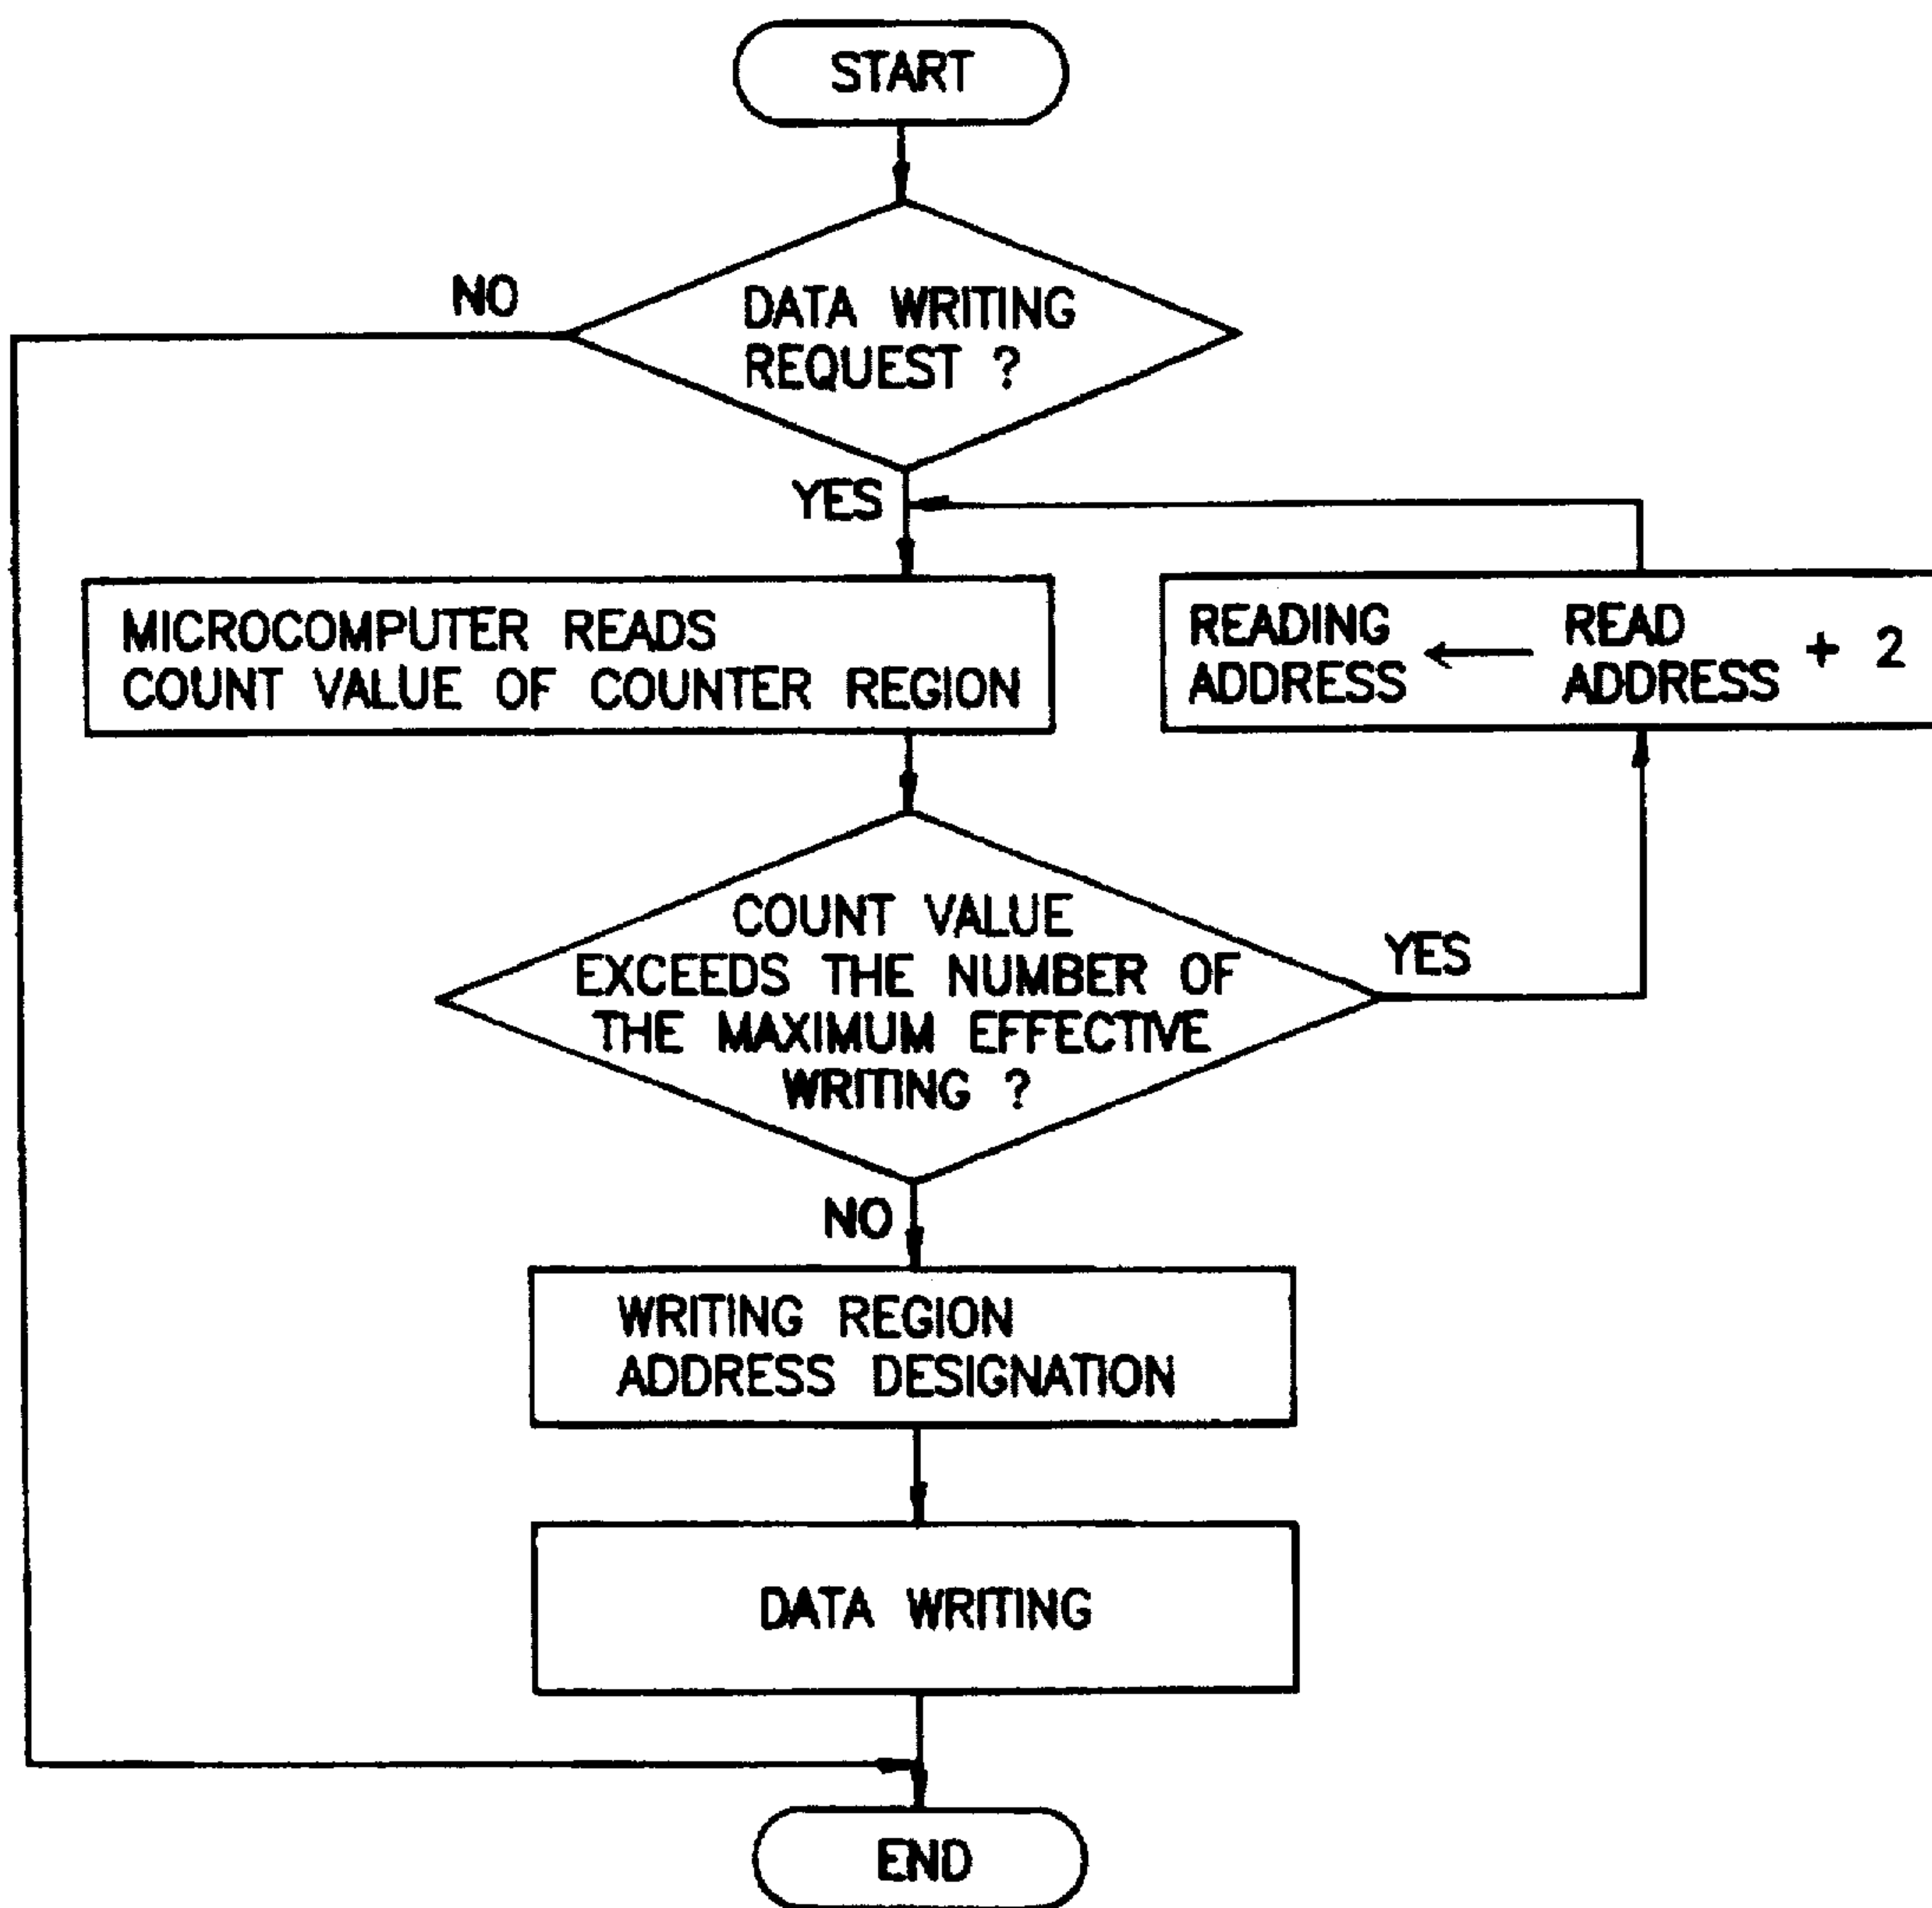 START
NO
DATA WRITING
REQUEST ?
YES
MICROCOMPUTER READS
COUNT VALUE OF COUNTER REGION
READING
ADDRESS
←
READ
ADDRESS
+ 2
COUNT VALUE
EXCEEDS THE NUMBER OF
THE MAXIMUM EFFECTIVE
WRITING ?
YES
NO
WRITING REGION
ADDRESS DESIGNATION
DATA WRITING
END